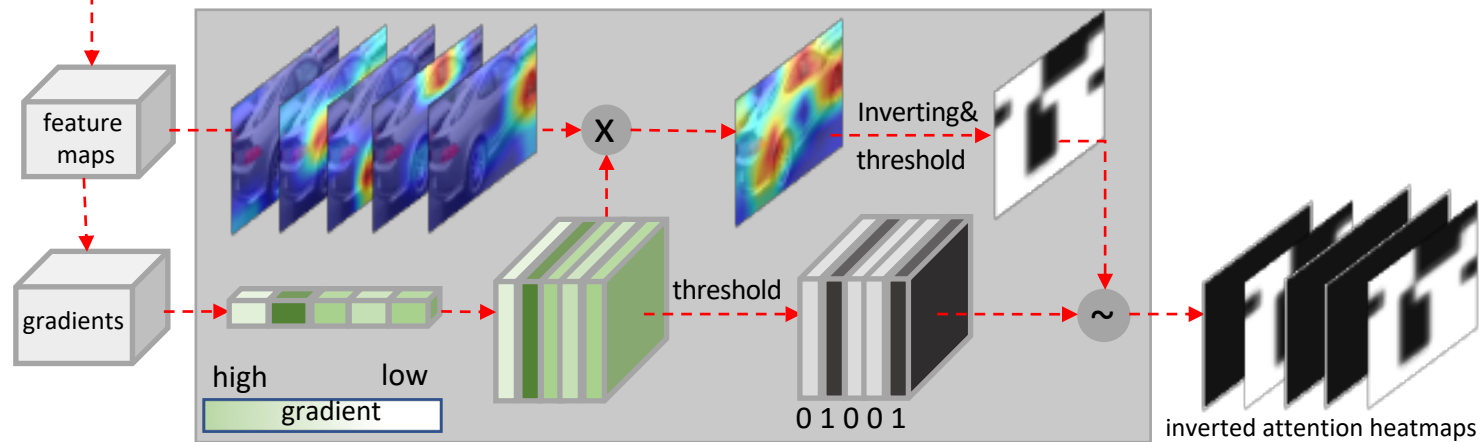 feature
maps
X
Inverting&
threshold
gradients
threshold
~
high
low
gradient
0 1 0 0 1
inverted attention heatmaps